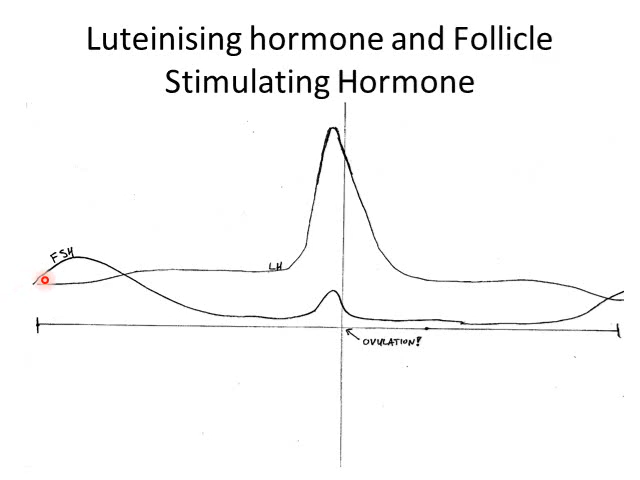 Luteinising hormone and Follicle
Stimulating Hormone
FSH
LH
OVULATION!